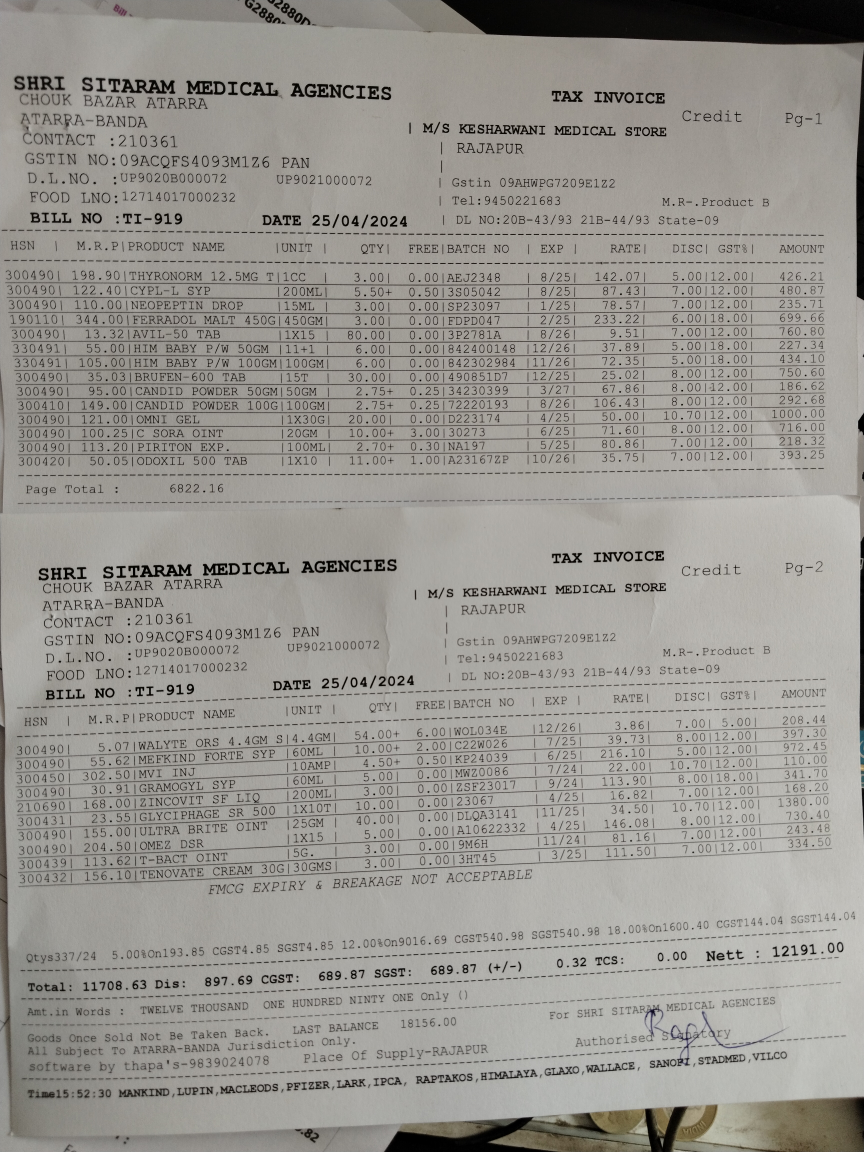 SHRI SITARAM MEDICAL AGENCIES TAX INVOICE
CHOUK BAZAR ATARRA Credit Pg-1
ATARRA-BANDA | M/S KESHARWANI MEDICAL STORE
CONTACT :210361 | RAJAPUR
GSTIN NO:09ACQFS4093M1Z6 PAN |
D.L.NO. :UP9020B000072 UP9021000072 | Gstin 09AHWPG7209E1Z2
FOOD LNO:12714017000232 | Tel:9450221683 M.R-.Product B
BILL NO :TI-919 DATE 25/04/2024 | DL NO:20B-43/93 21B-44/93 State-09
HSN | M.R.P|PRODUCT NAME |UNIT | QTY| FREE|BATCH NO | EXP | RATE| DISC| GST%| AMOUNT
300490| 198.90|THYRONORM 12.5MG T|1CC | 3.00| 0.00|AEJ2348 | 8/25| 142.07| 5.00|12.00| 426.21
300490| 122.40|CYPL-L SYP |200ML| 5.50+ 0.50|3S05042 | 8/25| 87.43| 7.00|12.00| 480.87
300490| 110.00|NEOPEPTIN DROP |15ML | 3.00| 0.00|SP23097 | 1/25| 78.57| 7.00|12.00| 235.71
190110| 344.00|FERRADOL MALT 450G|450GM| 3.00| 0.00|FDPD047 | 2/25| 233.22| 6.00|18.00| 699.66
300490| 13.32|AVIL-50 TAB |1X15 | 80.00| 0.00|3P2781A | 8/26| 9.51| 7.00|12.00| 760.80
330491| 55.00|HIM BABY P/W 50GM |11+1 | 6.00| 0.00|842400148 |12/26| 37.89| 5.00|18.00| 227.34
330491| 105.00|HIM BABY P/W 100GM|100GM| 6.00| 0.00|842302984 |11/26| 72.35| 5.00|18.00| 434.10
300490| 35.03|BRUFEN-600 TAB |15T | 30.00| 0.00|490851D7 |12/25| 25.02| 8.00|12.00| 750.60
300490| 95.00|CANDID POWDER 50GM|50GM | 2.75+ 0.25|34230399 | 3/27| 67.86| 8.00|12.00| 186.62
300410| 149.00|CANDID POWDER 100G|100GM| 2.75+ 0.25|72220193 | 8/26| 106.43| 8.00|12.00| 292.68
300490| 121.00|OMNI GEL |1X30G| 20.00| 0.00|D223174 | 4/25| 50.00| 10.70|12.00| 1000.00
300490| 100.25|C SORA OINT |20GM | 10.00+ 3.00|30273 | 6/25| 71.60| 8.00|12.00| 716.00
300490| 113.20|PIRITON EXP. |100ML| 2.70+ 0.30|NA197 | 5/25| 80.86| 7.00|12.00| 218.32
300420| 50.05|ODOXIL 500 TAB |1X10 | 11.00+ 1.00|A23167ZP |10/26| 35.75| 7.00|12.00| 393.25
Page Total : 6822.16
SHRI SITARAM MEDICAL AGENCIES TAX INVOICE
CHOUK BAZAR ATARRA Credit Pg-2
ATARRA-BANDA | M/S KESHARWANI MEDICAL STORE
CONTACT :210361 | RAJAPUR
GSTIN NO:09ACQFS4093M1Z6 PAN |
D.L.NO. :UP9020B000072 UP9021000072 | Gstin 09AHWPG7209E1Z2
FOOD LNO:12714017000232 | Tel:9450221683 M.R-.Product B
BILL NO :TI-919 DATE 25/04/2024 | DL NO:20B-43/93 21B-44/93 State-09
HSN | M.R.P|PRODUCT NAME |UNIT | QTY| FREE|BATCH NO | EXP | RATE| DISC| GST%| AMOUNT
300490| 5.07|WALYTE ORS 4.4GM S|4.4GM| 54.00+ 6.00|WOL034E |12/26| 3.86| 7.00| 5.00| 208.44
300490| 55.62|MEFKIND FORTE SYP |60ML | 10.00+ 2.00|C22W026 | 7/25| 39.73| 8.00|12.00| 397.30
300450| 302.50|MVI INJ |10AMP| 4.50+ 0.50|KP24039 | 6/25| 216.10| 5.00|12.00| 972.45
300490| 30.91|GRAMOGYL SYP |60ML | 5.00| 0.00|MWZ0086 | 7/24| 22.00| 10.70|12.00| 110.00
210690| 168.00|ZINCOVIT SF LIQ |200ML| 3.00| 0.00|ZSF23017 | 9/24| 113.90| 8.00|18.00| 341.70
300431| 23.55|GLYCIPHAGE SR 500 |1X10T| 10.00| 0.00|23067 | 4/25| 16.82| 7.00|12.00| 168.20
300490| 155.00|ULTRA BRITE OINT |25GM | 40.00| 0.00|DLQA3141 |11/25| 34.50| 10.70|12.00| 1380.00
300490| 204.50|OMEZ DSR |1X15 | 5.00| 0.00|A10622332 | 4/25| 146.08| 8.00|12.00| 730.40
300439| 113.62|T-BACT OINT |5G. | 3.00| 0.00|9M6H |11/24| 81.16| 7.00|12.00| 243.48
300432| 156.10|TENOVATE CREAM 30G|30GMS| 3.00| 0.00|3HT45 | 3/25| 111.50| 7.00|12.00| 334.50
FMCG EXPIRY & BREAKAGE NOT ACCEPTABLE
Qtys337/24 5.00%On193.85 CGST4.85 SGST4.85 12.00%On9016.69 CGST540.98 SGST540.98 18.00%On1600.40 CGST144.04 SGST144.04
Total: 11708.63 Dis: 897.69 CGST: 689.87 SGST: 689.87 (+/-) 0.32 TCS: 0.00 Nett : 12191.00
Amt.in Words : TWELVE THOUSAND ONE HUNDRED NINTY ONE Only ()
Goods Once Sold Not Be Taken Back. LAST BALANCE 18156.00 For SHRI SITARAM MEDICAL AGENCIES
All Subject To ATARRA-BANDA Jurisdiction Only. Authorised Signatory
software by thapa's-9839024078 Place Of Supply-RAJAPUR
Time15:52:30 MANKIND,LUPIN,MACLEODS,PFIZER,LARK,IPCA, RAPTAKOS,HIMALAYA,GLAXO,WALLACE, SANOFI,STADMED,VILCO